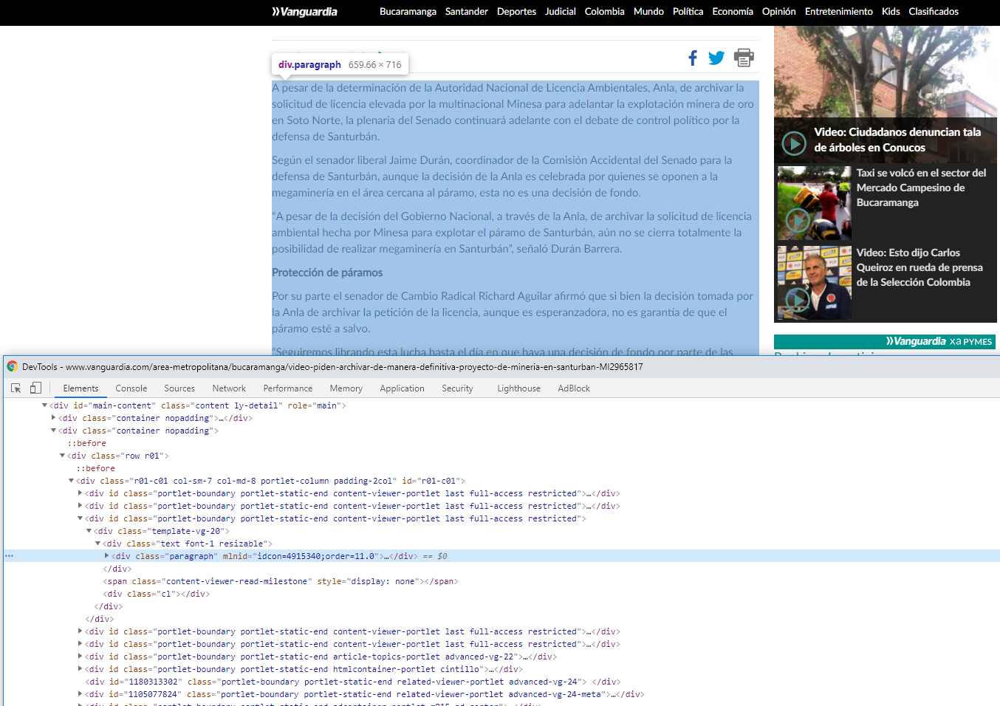 Vanguardia Bucaramanga Santander Deportes Judicial Colombia Mundo Política Economía Opinión Entretenimiento Kids Clasificados
div.paragraph 659.66 × 716
A pesar de la determinación de la Autoridad Nacional de Licencia Ambientales, Anla, de archivar la
solicitud de licencia elevada por la multinacional Minesa para adelantar la explotación minera de oro
en Soto Norte, la plenaria del Senado continuará adelante con el debate de control político por la
defensa de Santurbán.
Según el senador liberal Jaime Durán, coordinador de la Comisión Accidental del Senado para la
defensa de Santurbán, aunque la decisión de la Anla es celebrada por quienes se oponen a la
megaminería en el área cercana al páramo, esta no es una decisión de fondo.
“A pesar de la decisión del Gobierno Nacional, a través de la Anla, de archivar la solicitud de licencia
ambiental hecha por Minesa para explotar el páramo de Santurbán, aún no se cierra totalmente la
posibilidad de realizar megaminería en Santurbán”, señaló Durán Barrera.
Protección de páramos
Por su parte el senador de Cambio Radical Richard Aguilar afirmó que si bien la decisión tomada por
la Anla de archivar la petición de la licencia, aunque es esperanzadora, no es garantía de que el
páramo esté a salvo.
“Seguiremos librando esta lucha hasta el día en que haya una decisión de fondo por parte de las
Video: Ciudadanos denuncian tala
de árboles en Conucos
Taxi se volcó en el sector del
Mercado Campesino de
Bucaramanga
Video: Esto dijo Carlos
Queiroz en rueda de prensa
de la Selección Colombia
Vanguardia xa PYMES
DevTools - www.vanguardia.com/area-metropolitana/bucaramanga/video-piden-archivar-de-manera-definitiva-proyecto-de-mineria-en-santurban-MI2965817
Elements Console Sources Network Performance Memory Application Security Lighthouse AdBlock
<div id="main-content" class="content ly-detail" role="main">
<div class="container nopadding">…</div>
<div class="container nopadding">
::before
<div class="row r01">
::before
<div class="r01-c01 col-sm-7 col-md-8 portlet-column padding-2col" id="r01-c01">
<div id class="portlet-boundary portlet-static-end content-viewer-portlet last full-access restricted">…</div>
<div id class="portlet-boundary portlet-static-end content-viewer-portlet last full-access restricted">…</div>
<div id class="portlet-boundary portlet-static-end content-viewer-portlet last full-access restricted">
<div class="template-vg-20">
<div class="text font-1 resizable">
<div class="paragraph" mlnid="idcon=4915340;order=11.0">…</div> == $0
</div>
<span class="content-viewer-read-milestone" style="display: none"></span>
<div class="cl"></div>
</div>
</div>
<div id class="portlet-boundary portlet-static-end content-viewer-portlet last full-access restricted">…</div>
<div id class="portlet-boundary portlet-static-end content-viewer-portlet last full-access restricted">…</div>
<div id class="portlet-boundary portlet-static-end article-topics-portlet advanced-vg-22">…</div>
<div id class="portlet-boundary portlet-static-end htmlcontainer-portlet cintillo">…</div>
<div id="1180313302" class="portlet-boundary portlet-static-end related-viewer-portlet advanced-vg-24"> </div>
<div id="1105077824" class="portlet-boundary portlet-static-end related-viewer-portlet advanced-vg-24-meta">…</div>